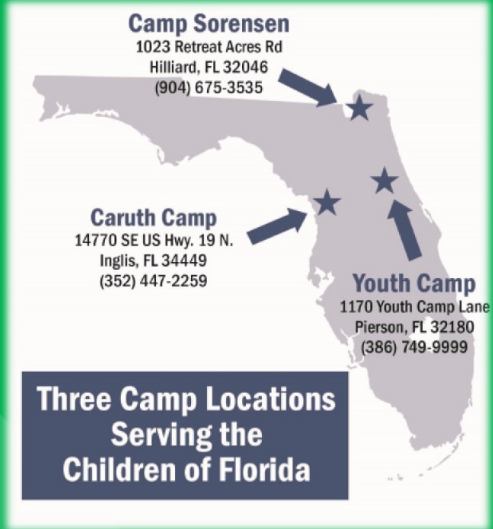 Camp Sorensen
1023 Retreat Acres Rd
Hilliard, FL 32046
(904) 675-3535
Caruth Camp
14770 SE US Hwy. 19 N.
Inglis, FL 34449
(352) 447-2259
Youth Camp
1170 Youth Camp Lane
Pierson, FL 32180
(386) 749-9999
Three Camp Locations
Serving the
Children of Florida